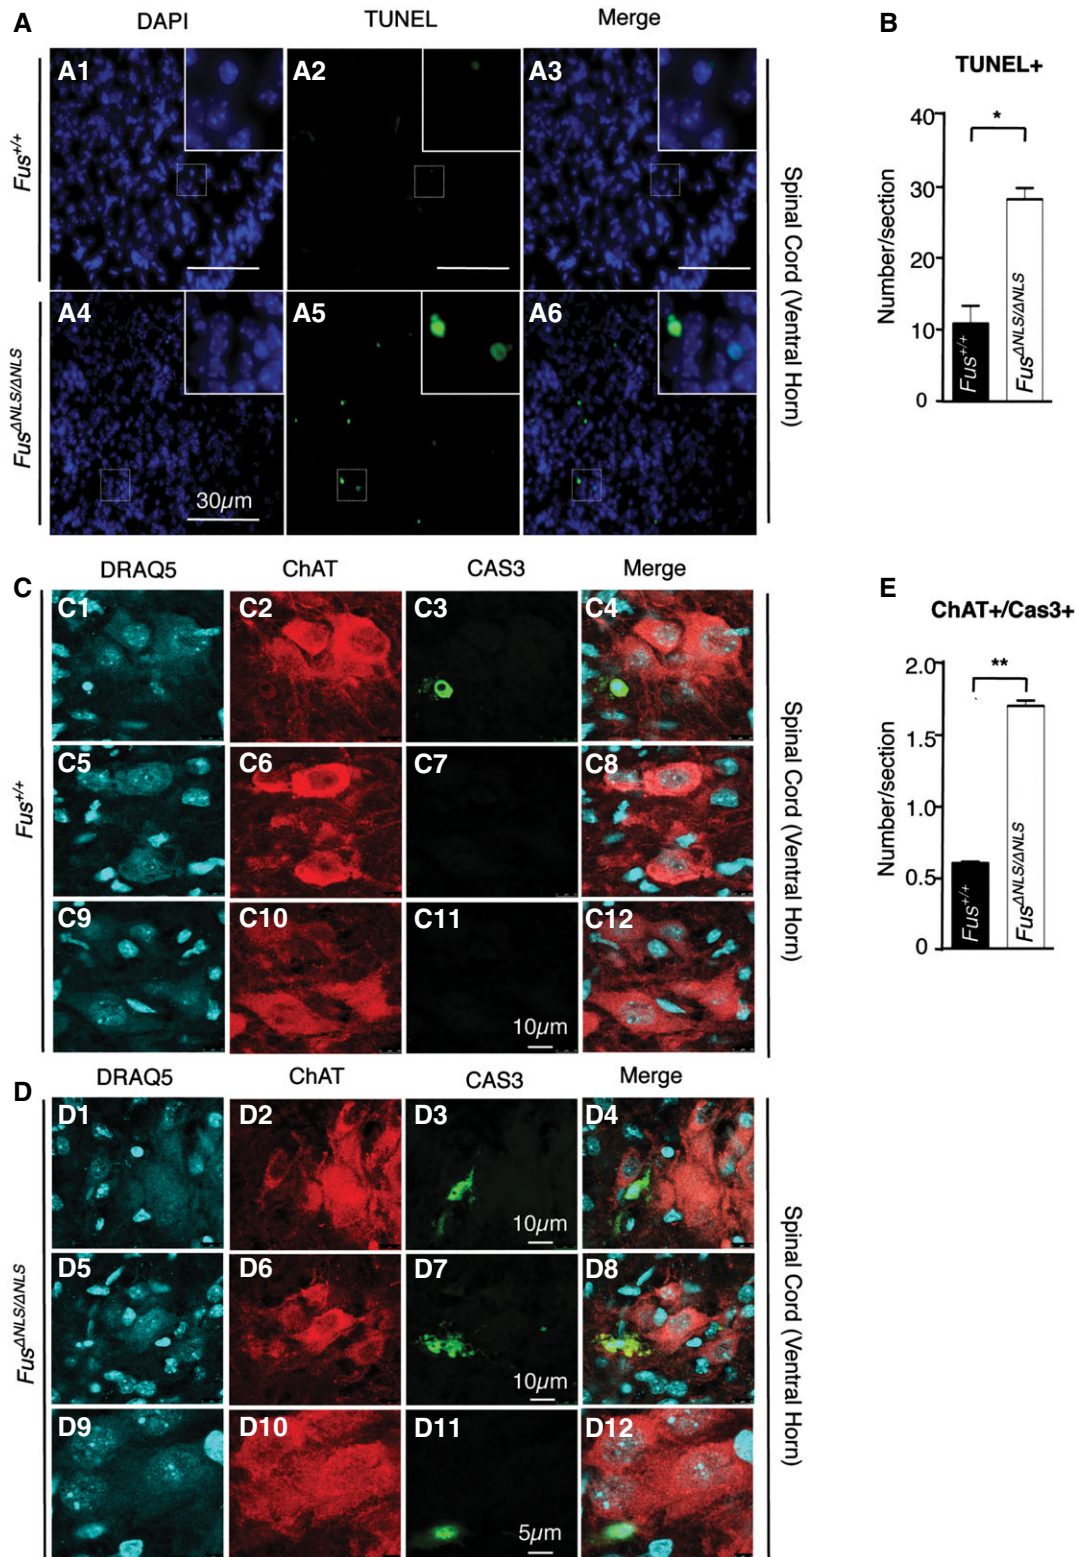 A
DAPI
TUNEL
Merge
Fus+/+
A1
A2
A3
FusΔNLS/ΔNLS
A4
A5
A6
30µm
Spinal Cord (Ventral Horn)
B
TUNEL+
Number/section
40
30
20
10
0
*
Fus+/+
FusΔNLS/ΔNLS
C
DRAQ5
ChAT
CAS3
Merge
Fus+/+
C1
C2
C3
C4
C5
C6
C7
C8
C9
C10
C11
C12
10µm
Spinal Cord (Ventral Horn)
E
ChAT+/Cas3+
Number/section
2.0
1.5
1.0
0.5
0
**
Fus+/+
FusΔNLS/ΔNLS
D
DRAQ5
ChAT
CAS3
Merge
FusΔNLS/ΔNLS
D1
D2
D3
D4
10µm
D5
D6
D7
D8
10µm
D9
D10
D11
D12
5µm
Spinal Cord (Ventral Horn)